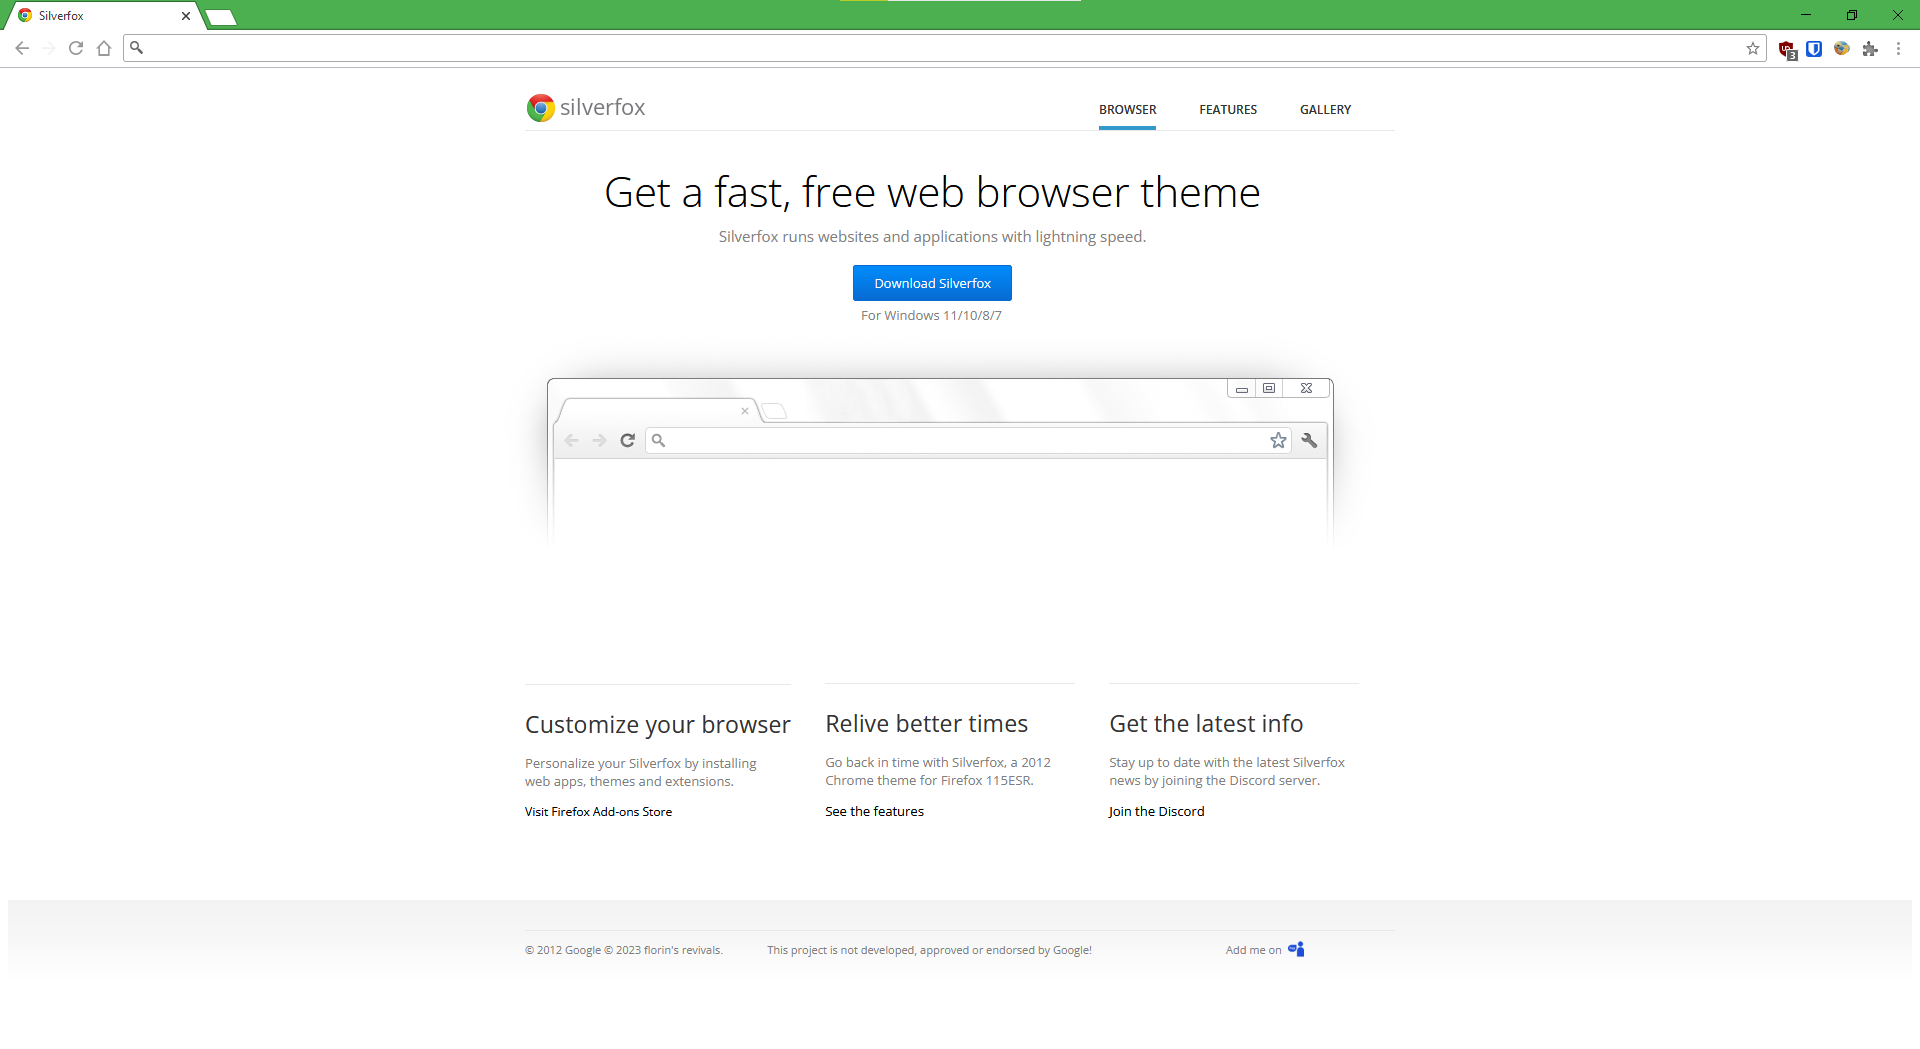 Silverfox
3
silverfox
BROWSER FEATURES GALLERY
Get a fast, free web browser theme
Silverfox runs websites and applications with lightning speed.
Download Silverfox
For Windows 11/10/8/7
Customize your browser
Personalize your Silverfox by installing
web apps, themes and extensions.
Visit Firefox Add-ons Store
Relive better times
Go back in time with Silverfox, a 2012
Chrome theme for Firefox 115ESR.
See the features
Get the latest info
Stay up to date with the latest Silverfox
news by joining the Discord server.
Join the Discord
© 2012 Google © 2023 florin's revivals.
This project is not developed, approved or endorsed by Google!
Add me on